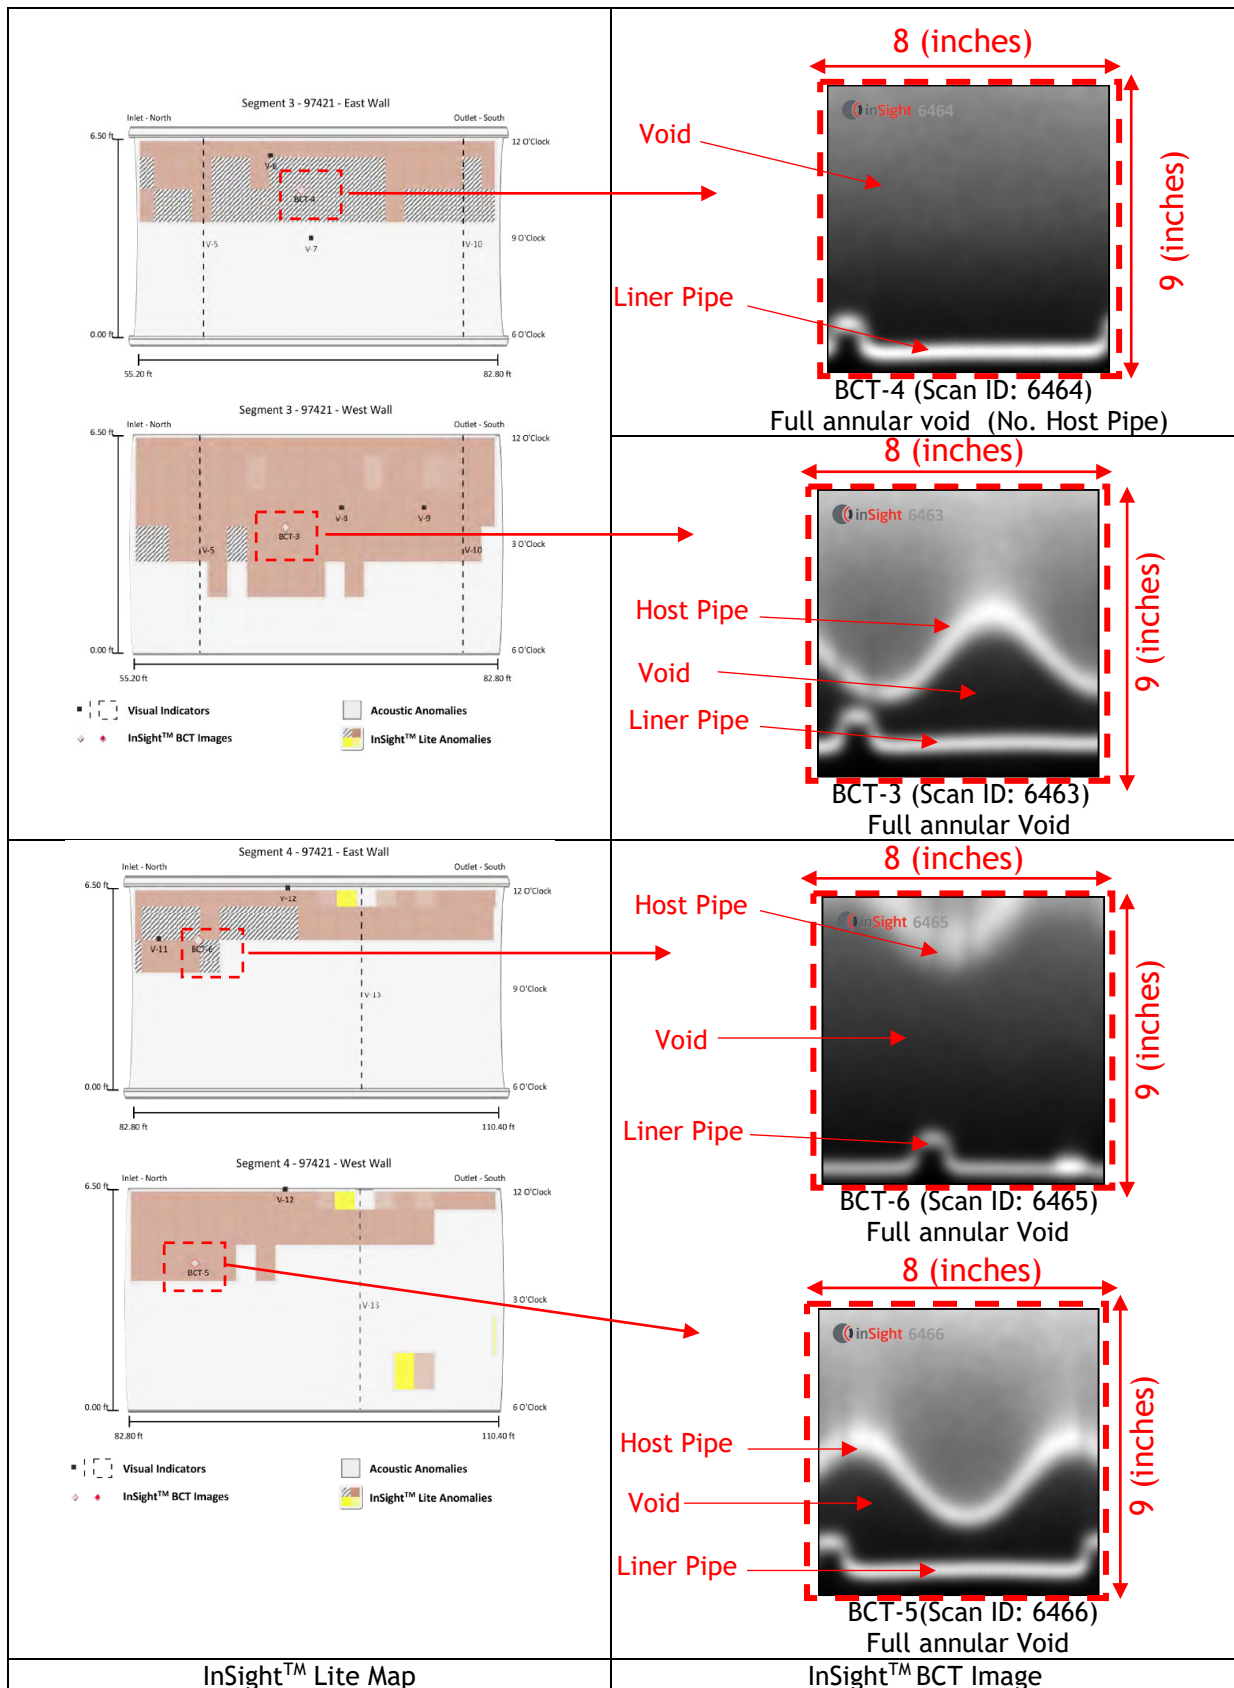 Segment 3 - 97421 - East Wall
Inlet - North
Outlet - South
6.50 ft
12 O'Clock
V-6
BCT-4
9 O'Clock
V-5
V-7
V-10
0.00 ft
6 O'Clock
55.20 ft
82.80 ft
Segment 3 - 97421 - West Wall
Inlet - North
Outlet - South
6.50 ft
12 O'Clock
V-8
V-9
BCT-3
3 O'Clock
V-5
V-10
0.00 ft
6 O'Clock
55.20 ft
82.80 ft
Visual Indicators
Acoustic Anomalies
InSight™ BCT Images
InSight™ Lite Anomalies
8 (inches)
inSight 6464
Void
9 (inches)
Liner Pipe
BCT-4 (Scan ID: 6464)
Full annular void (No. Host Pipe)
8 (inches)
inSight 6463
Host Pipe
Void
9 (inches)
Liner Pipe
BCT-3 (Scan ID: 6463)
Full annular Void
Segment 4 - 97421 - East Wall
Inlet - North
Outlet - South
6.50 ft
12 O'Clock
V-12
V-11
BCT-6
9 O'Clock
V-13
0.00 ft
6 O'Clock
82.80 ft
110.40 ft
Segment 4 - 97421 - West Wall
Inlet - North
Outlet - South
6.50 ft
12 O'Clock
V-12
BCT-5
3 O'Clock
V-13
0.00 ft
6 O'Clock
82.80 ft
110.40 ft
Visual Indicators
Acoustic Anomalies
InSight™ BCT Images
InSight™ Lite Anomalies
8 (inches)
Host Pipe
inSight 6465
Void
9 (inches)
Liner Pipe
BCT-6 (Scan ID: 6465)
Full annular Void
8 (inches)
inSight 6466
Host Pipe
Void
9 (inches)
Liner Pipe
BCT-5(Scan ID: 6466)
Full annular Void
InSight™ Lite Map
InSight™ BCT Image